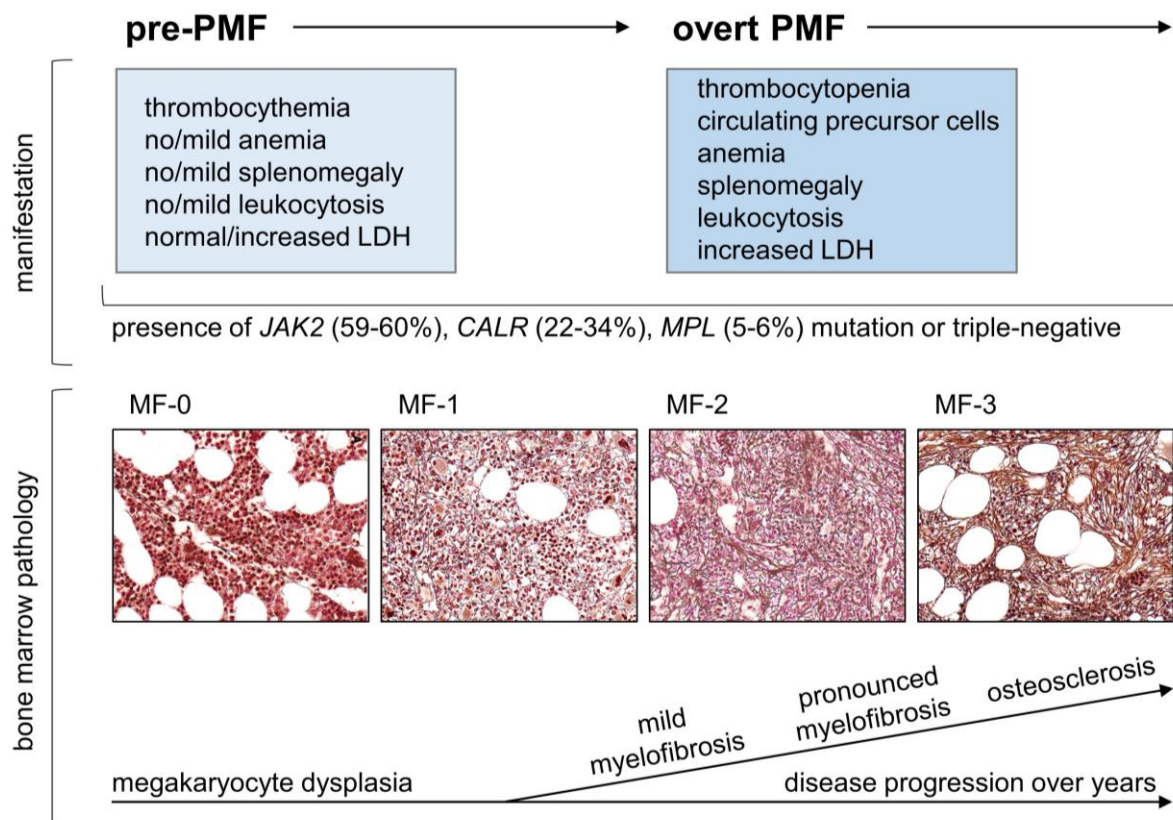 pre-PMF
overt PMF
manifestation
thrombocythemia
no/mild anemia
no/mild splenomegaly
no/mild leukocytosis
normal/increased LDH
thrombocytopenia
circulating precursor cells
anemia
splenomegaly
leukocytosis
increased LDH
presence of JAK2 (59-60%), CALR (22-34%), MPL (5-6%) mutation or triple-negative
bone marrow pathology
MF-0
MF-1
MF-2
MF-3
mild
myelofibrosis
pronounced
myelofibrosis
osteosclerosis
megakaryocyte dysplasia
disease progression over years